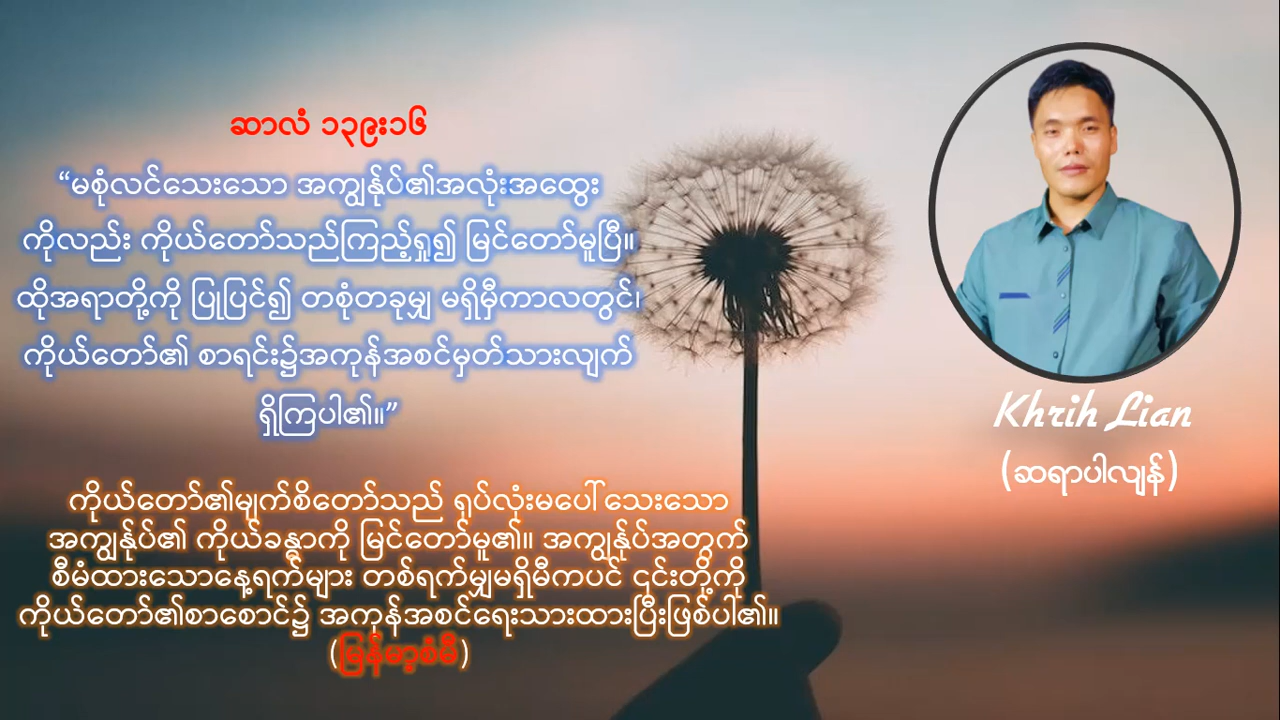 ဆာလံ ၁၃၉း၁၆
“မစုံလင်သေးသော အကျွန်ုပ်၏အလုံးအထွေး
ကိုလည်း ကိုယ်တော်သည်ကြည့်ရှု၍ မြင်တော်မူပြီ။
ထိုအရာတို့ကို ပြုပြင်၍ တစုံတခုမျှ မရှိမှီကာလတွင်၊
ကိုယ်တော်၏ စာရင်း၌အကုန်အစင်မှတ်သားလျက်
ရှိကြပါ၏။”
ကိုယ်တော်၏မျက်စိတော်သည် ရုပ်လုံးမပေါ်သေးသော
အကျွန်ုပ်၏ ကိုယ်ခန္ဓာကို မြင်တော်မူ၏။ အကျွန်ုပ်အတွက်
စီမံထားသောနေ့ရက်များ တစ်ရက်မျှမရှိမီကပင် ၎င်းတို့ကို
ကိုယ်တော်၏စာစောင်၌ အကုန်အစင်ရေးသားထားပြီးဖြစ်ပါ၏။
(မြန်မာ့စံမီ)
Khrih Lian
(ဆရာပါလျန်)